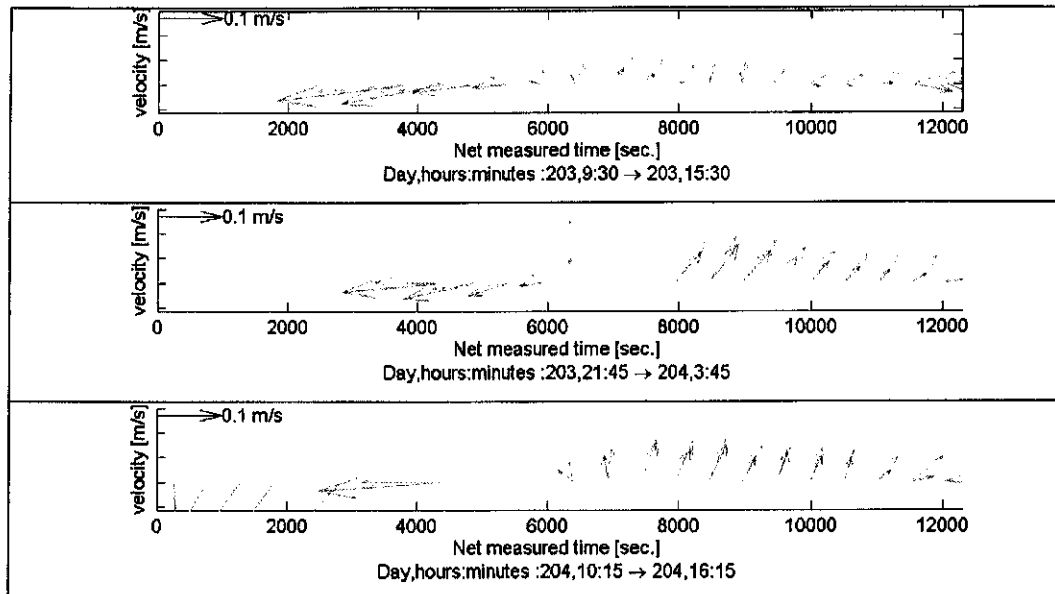 velocity [m/s]
0.1 m/s
0 2000 4000 6000 8000 10000 12000
Net measured time [sec.]
Day,hours:minutes :203,9:30 → 203,15:30
velocity [m/s]
0.1 m/s
0 2000 4000 6000 8000 10000 12000
Net measured time [sec.]
Day,hours:minutes :203,21:45 → 204,3:45
velocity [m/s]
0.1 m/s
0 2000 4000 6000 8000 10000 12000
Net measured time [sec.]
Day,hours:minutes :204,10:15 → 204,16:15